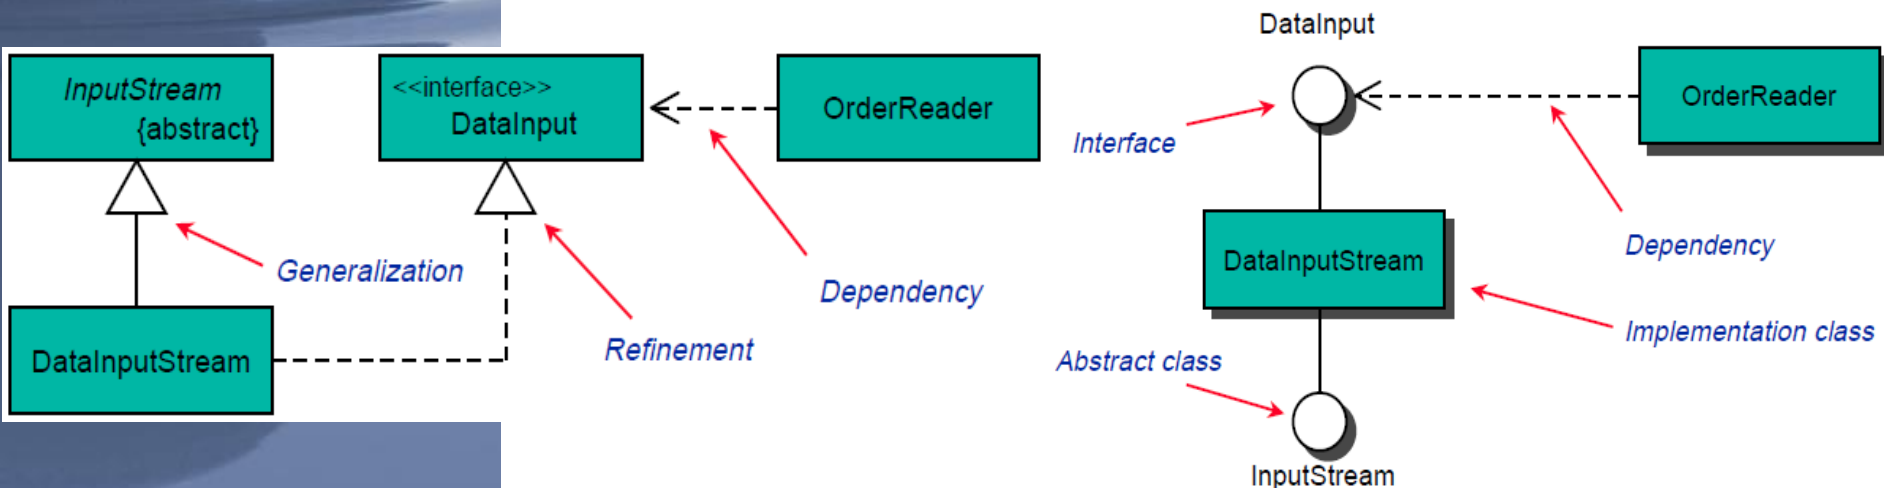 InputStream
{abstract}
<<interface>>
DataInput
OrderReader
Generalization
Dependency
Refinement
DataInputStream
DataInput
OrderReader
Interface
Dependency
DataInputStream
Implementation class
Abstract class
InputStream